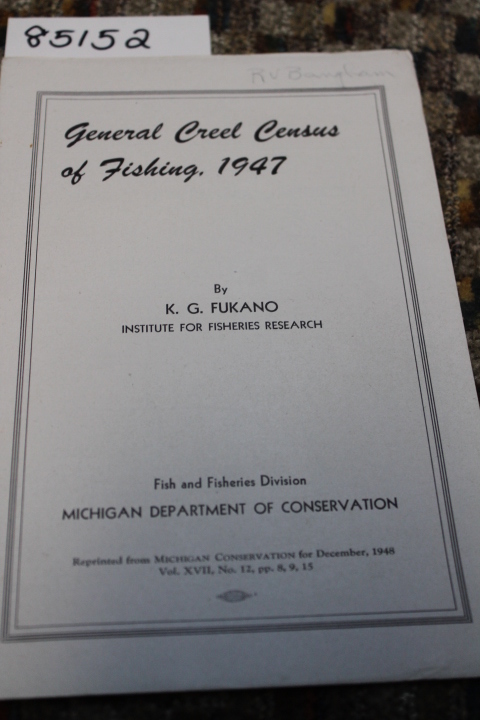 85152
R V Bangham
General Creel Census
of Fishing, 1947
By
K. G. FUKANO
INSTITUTE FOR FISHERIES RESEARCH
Fish and Fisheries Division
MICHIGAN DEPARTMENT OF CONSERVATION
Reprinted from MICHIGAN CONSERVATION for December, 1948
Vol. XVII, No. 12, pp. 8, 9, 15